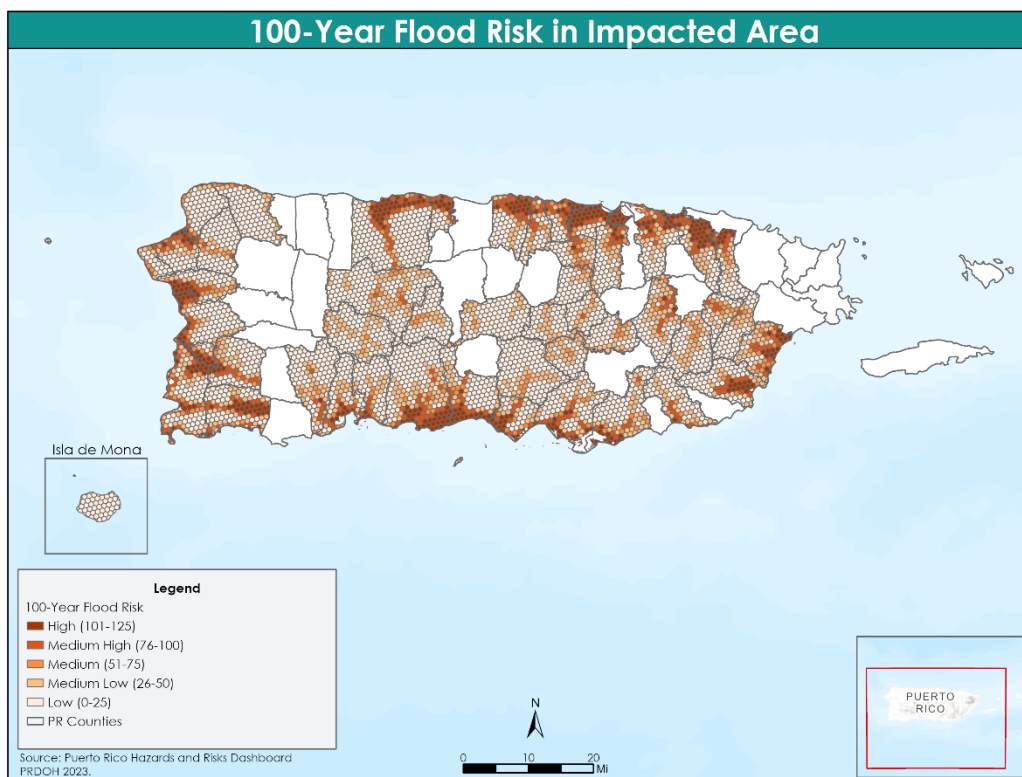 100-Year Flood Risk in Impacted Area
Isla de Mona
Legend
100-Year Flood Risk
High (101-125)
Medium High (76-100)
Medium (51-75)
Medium Low (26-50)
Low (0-25)
PR Counties
Source: Puerto Rico Hazards and Risks Dashboard
PRDOH 2023.
N
0 10 20
Mi
PUERTO
RICO